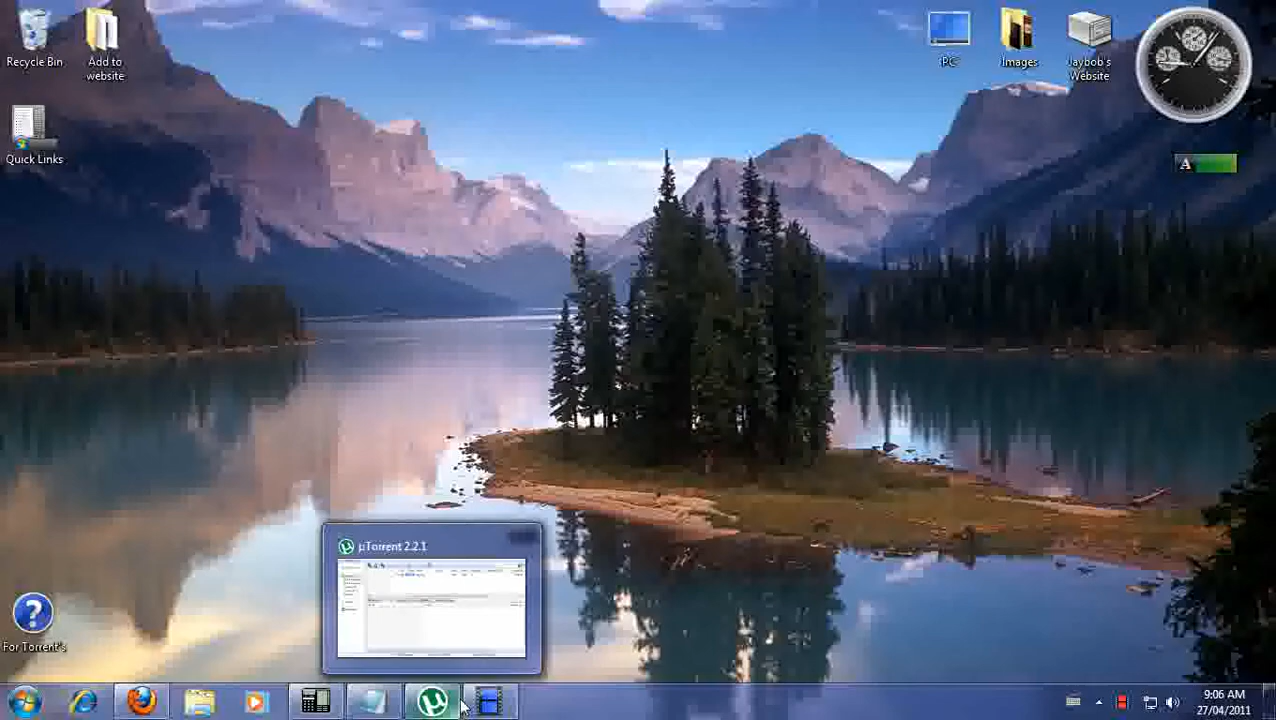 Recycle Bin
Add to
website
PC
Images
Jaybob's
Website
A
Quick Links
µTorrent 2.2.1
For Torrent's
9:06 AM
27/04/2011